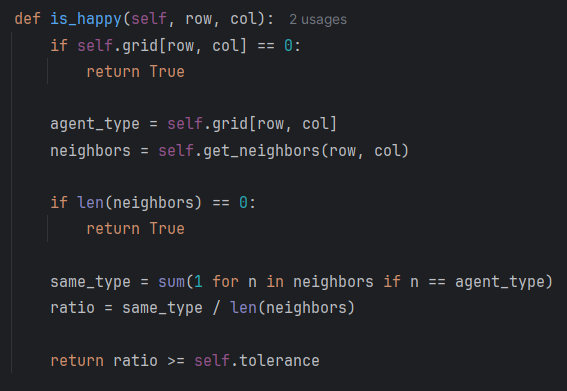 def is_happy(self, row, col): 2 usages
    if self.grid[row, col] == 0:
        return True
    agent_type = self.grid[row, col]
    neighbors = self.get_neighbors(row, col)
    if len(neighbors) == 0:
        return True
    same_type = sum(1 for n in neighbors if n == agent_type)
    ratio = same_type / len(neighbors)
    return ratio >= self.tolerance